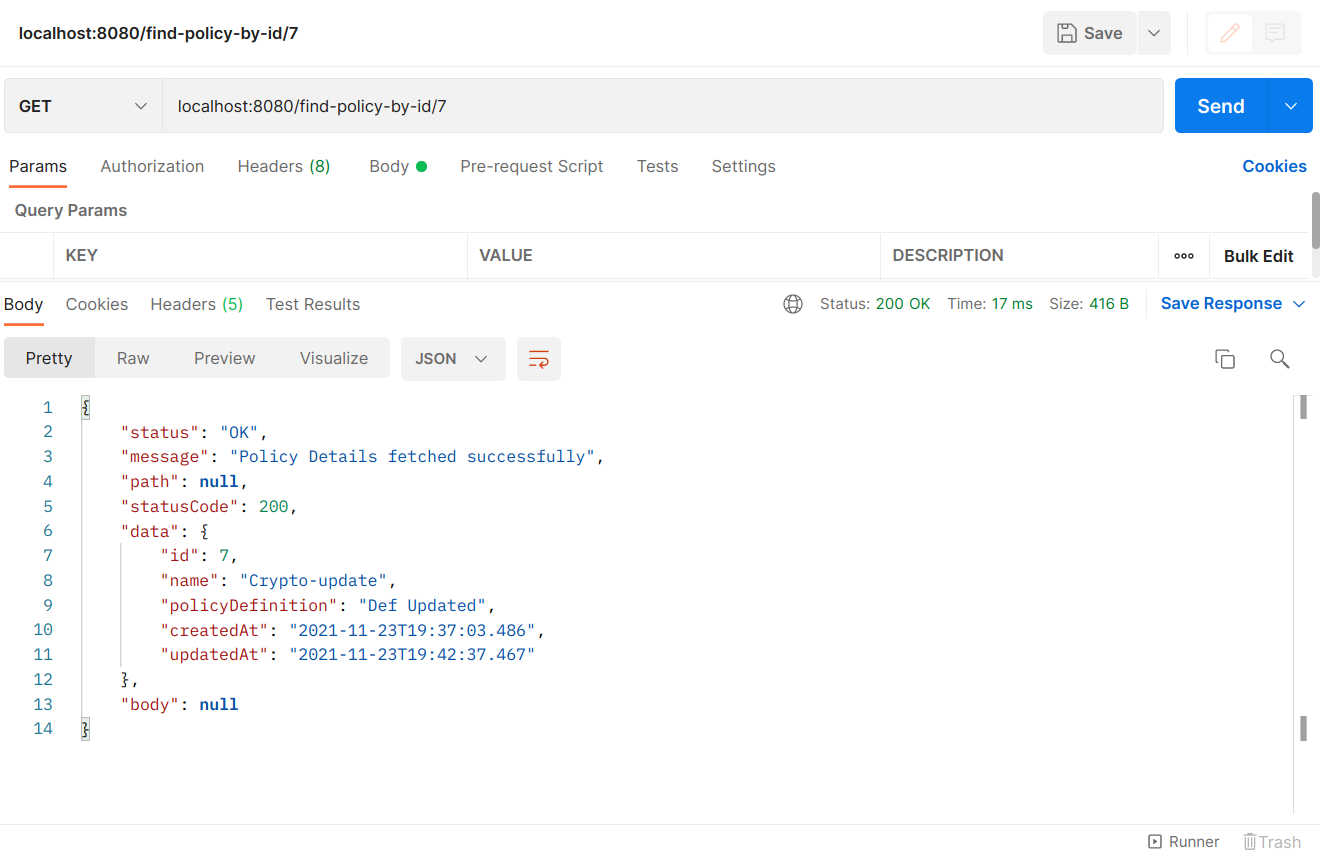 localhost:8080/find-policy-by-id/7 Save
GET localhost:8080/find-policy-by-id/7 Send
Params Authorization Headers (8) Body Pre-request Script Tests Settings Cookies
Query Params
KEY VALUE DESCRIPTION ooo Bulk Edit
Body Cookies Headers (5) Test Results Status: 200 OK Time: 17 ms Size: 416 B Save Response
Pretty Raw Preview Visualize JSON
1 {
2 "status": "OK",
3 "message": "Policy Details fetched successfully",
4 "path": null,
5 "statusCode": 200,
6 "data": {
7 "id": 7,
8 "name": "Crypto-update",
9 "policyDefinition": "Def Updated",
10 "createdAt": "2021-11-23T19:37:03.486",
11 "updatedAt": "2021-11-23T19:42:37.467"
12 },
13 "body": null
14 }
Runner Trash